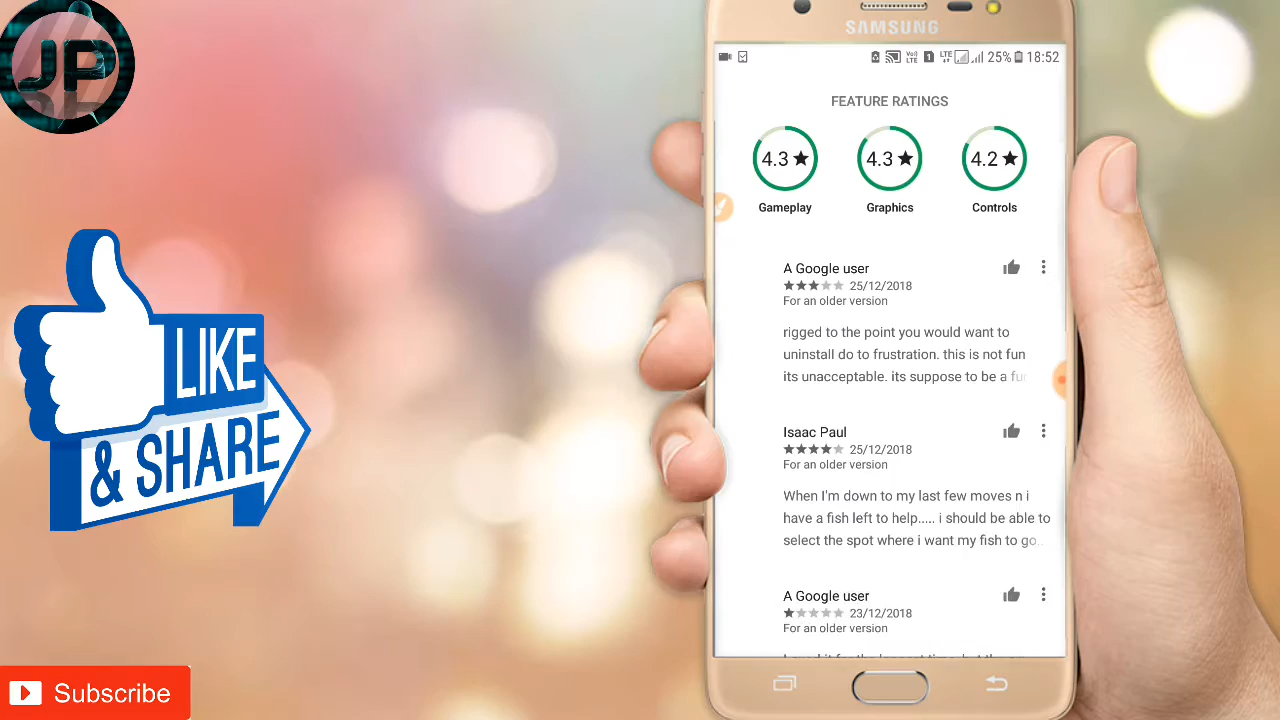 JP
SAMSUNG
25% 18:52
FEATURE RATINGS
4.3 ★ 4.3 ★ 4.2 ★
Gameplay Graphics Controls
A Google user
★★★★★ 25/12/2018
For an older version
rigged to the point you would want to
uninstall do to frustration. this is not fun
its unacceptable. its suppose to be a fur
Isaac Paul
★★★★★ 25/12/2018
For an older version
When I'm down to my last few moves n i
have a fish left to help..... i should be able to
select the spot where i want my fish to go..
A Google user
★★★★★ 23/12/2018
For an older version
LIKE
& SHARE
Subscribe